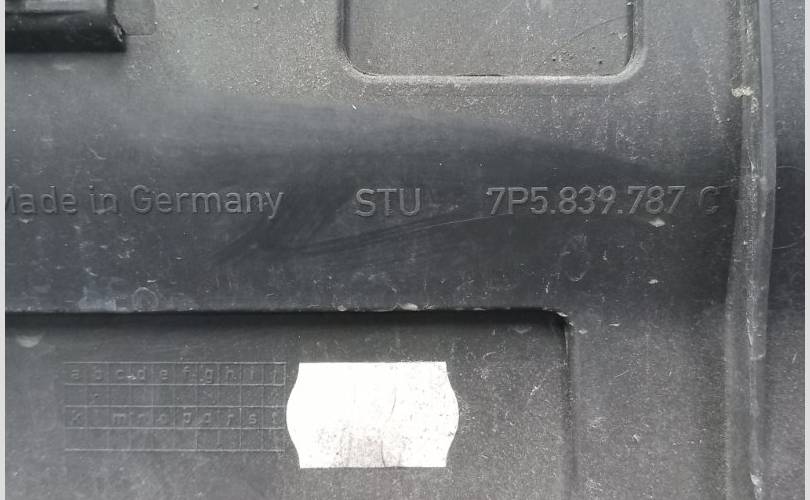 Made in Germany STU 7P5.839.787 C
a b c d e f g h i j
k l m n o p q r s t